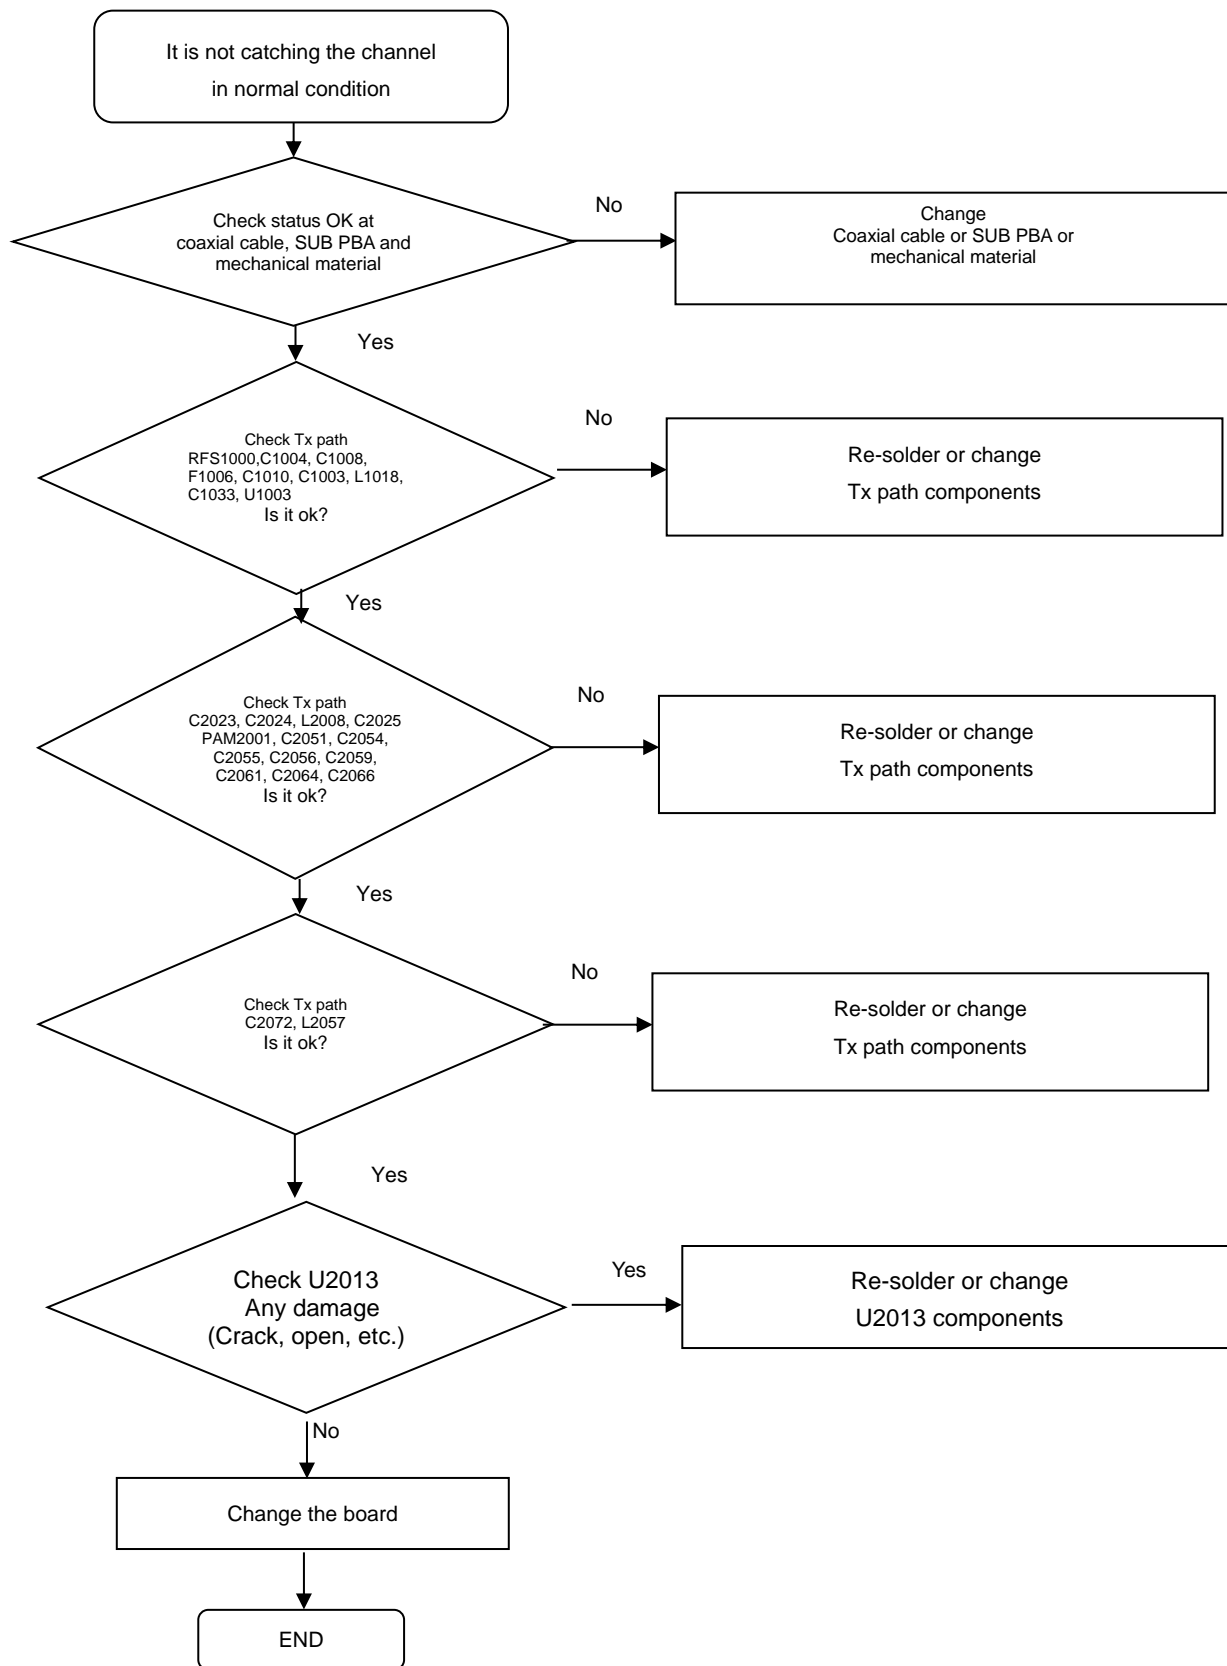 It is not catching the channel
in normal condition
Check status OK at
coaxial cable, SUB PBA and
mechanical material
No
Change
Coaxial cable or SUB PBA or
mechanical material
Yes
Check Tx path
RFS1000,C1004, C1008,
F1006, C1010, C1003, L1018,
C1033, U1003
Is it ok?
No
Re-solder or change
Tx path components
Yes
Check Tx path
C2023, C2024, L2008, C2025
PAM2001, C2051, C2054,
C2055, C2056, C2059,
C2061, C2064, C2066
Is it ok?
No
Re-solder or change
Tx path components
Yes
Check Tx path
C2072, L2057
Is it ok?
No
Re-solder or change
Tx path components
Yes
Check U2013
Any damage
(Crack, open, etc.)
Yes
Re-solder or change
U2013 components
No
Change the board
END